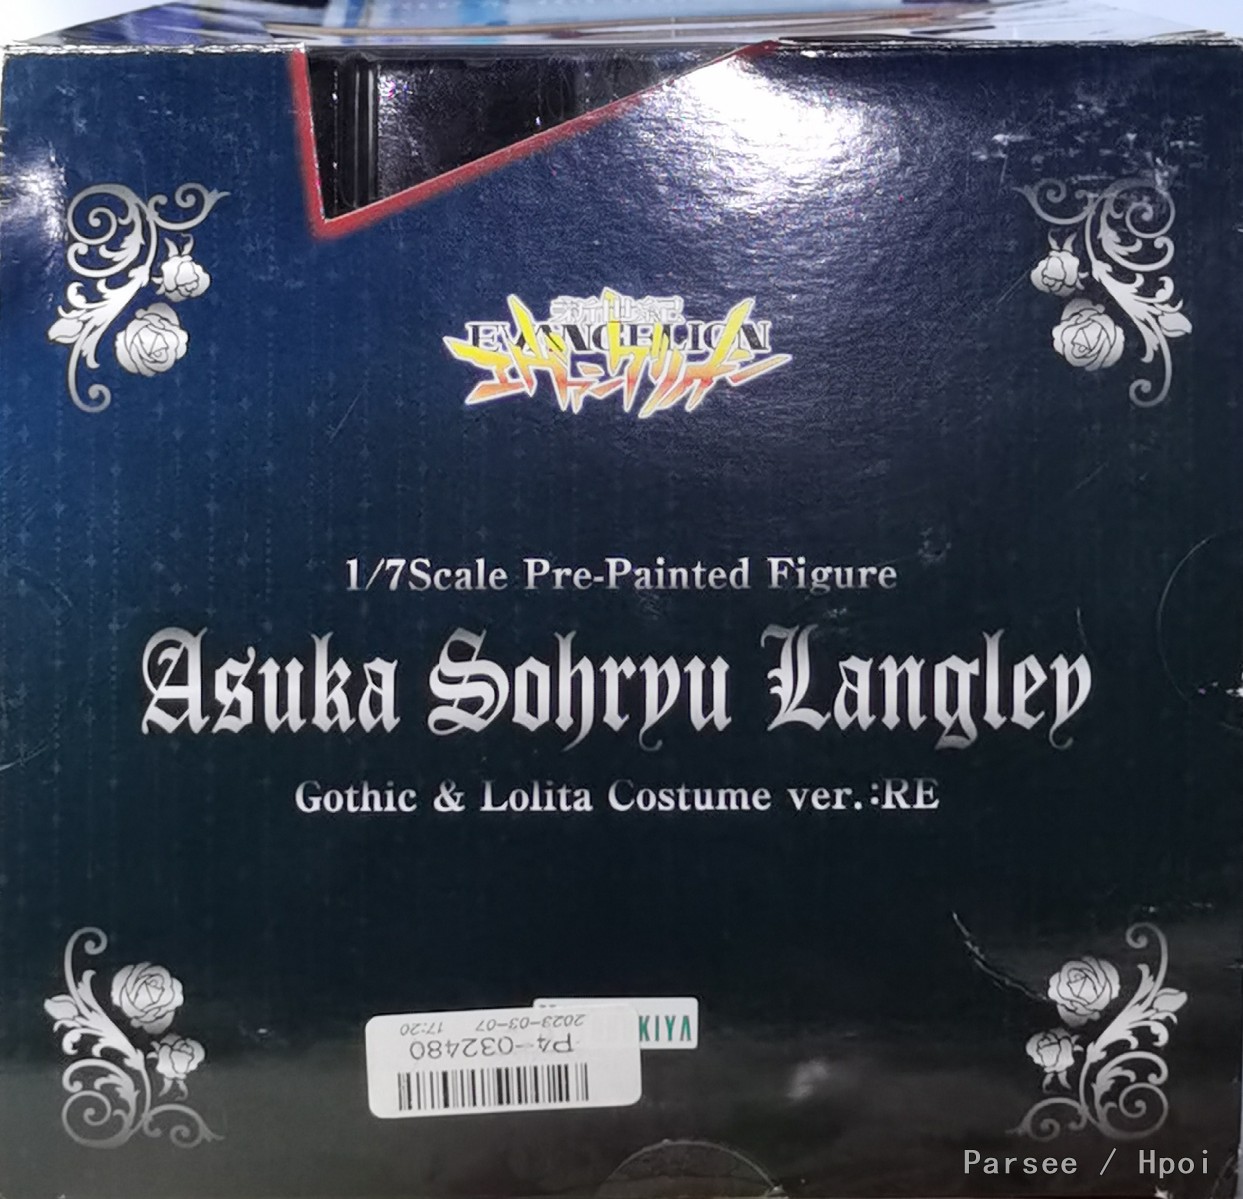 新世紀
EVANGELION
エヴァンゲリオン
1/7Scale Pre-Painted Figure
Asuka Sohryu Langley
Gothic & Lolita Costume ver.:RE
KIYA
2023-03-07 17:20
P4-032480
Parsee / Hpoi